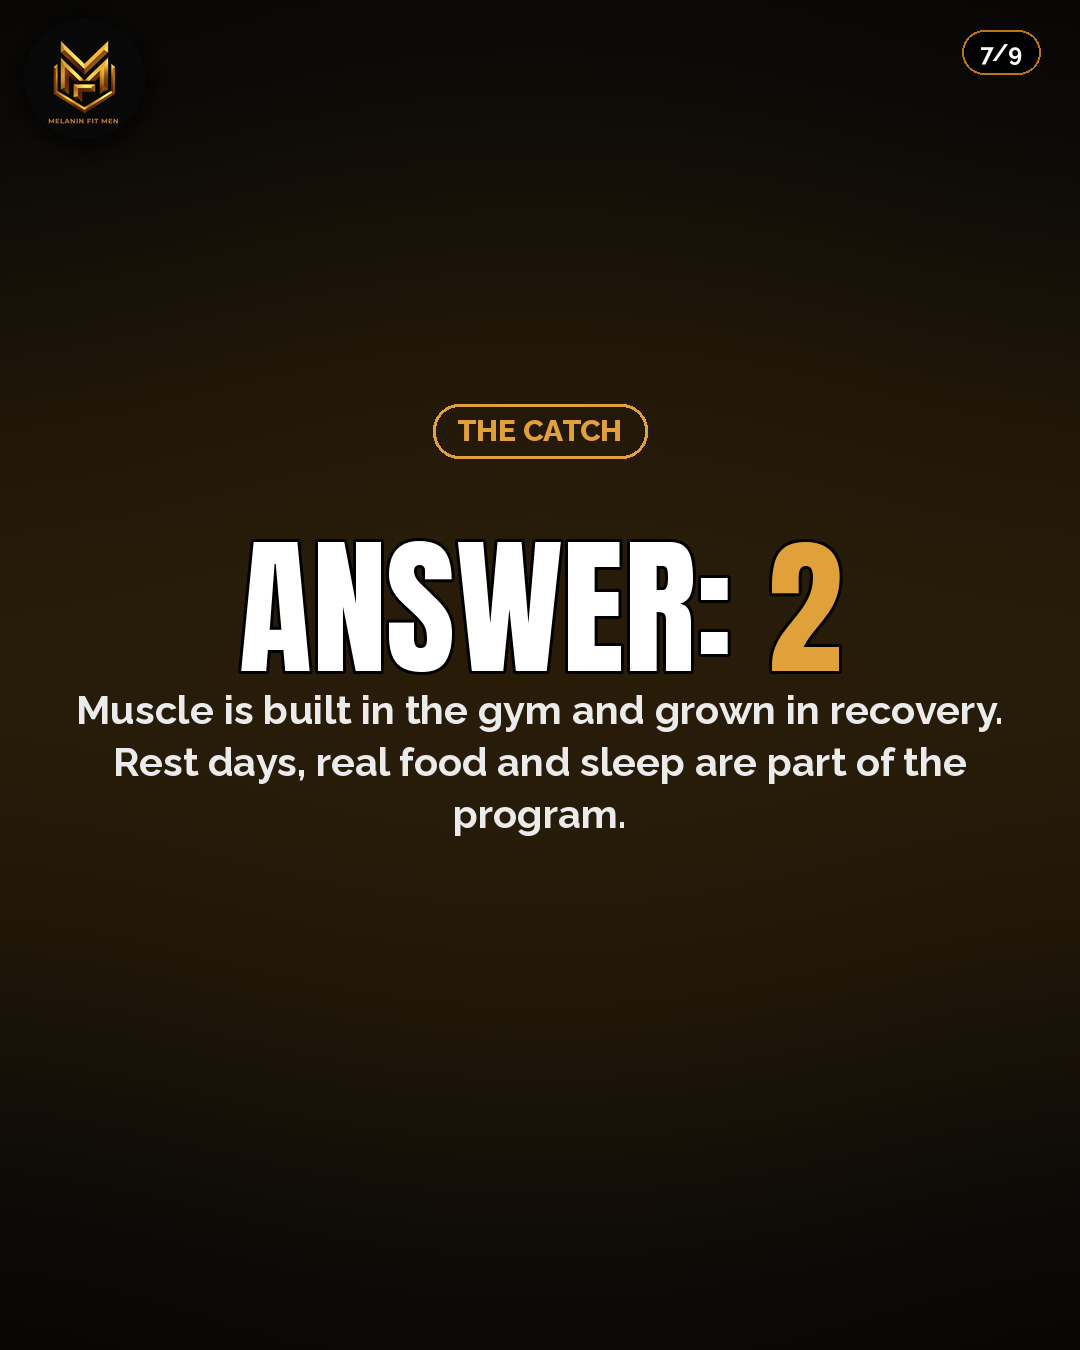 MELANIN FIT MEN
7/9
THE CATCH
ANSWER: 2
Muscle is built in the gym and grown in recovery.
Rest days, real food and sleep are part of the
program.